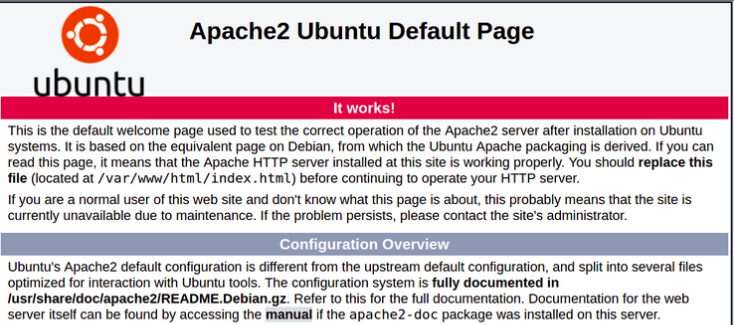 Apache2 Ubuntu Default Page
ubuntu
It works!
This is the default welcome page used to test the correct operation of the Apache2 server after installation on Ubuntu
systems. It is based on the equivalent page on Debian, from which the Ubuntu Apache packaging is derived. If you can
read this page, it means that the Apache HTTP server installed at this site is working properly. You should replace this
file (located at /var/www/html/index.html) before continuing to operate your HTTP server.
If you are a normal user of this web site and don't know what this page is about, this probably means that the site is
currently unavailable due to maintenance. If the problem persists, please contact the site's administrator.
Configuration Overview
Ubuntu's Apache2 default configuration is different from the upstream default configuration, and split into several files
optimized for interaction with Ubuntu tools. The configuration system is fully documented in
/usr/share/doc/apache2/README.Debian.gz. Refer to this for the full documentation. Documentation for the web
server itself can be found by accessing the manual if the apache2-doc package was installed on this server.